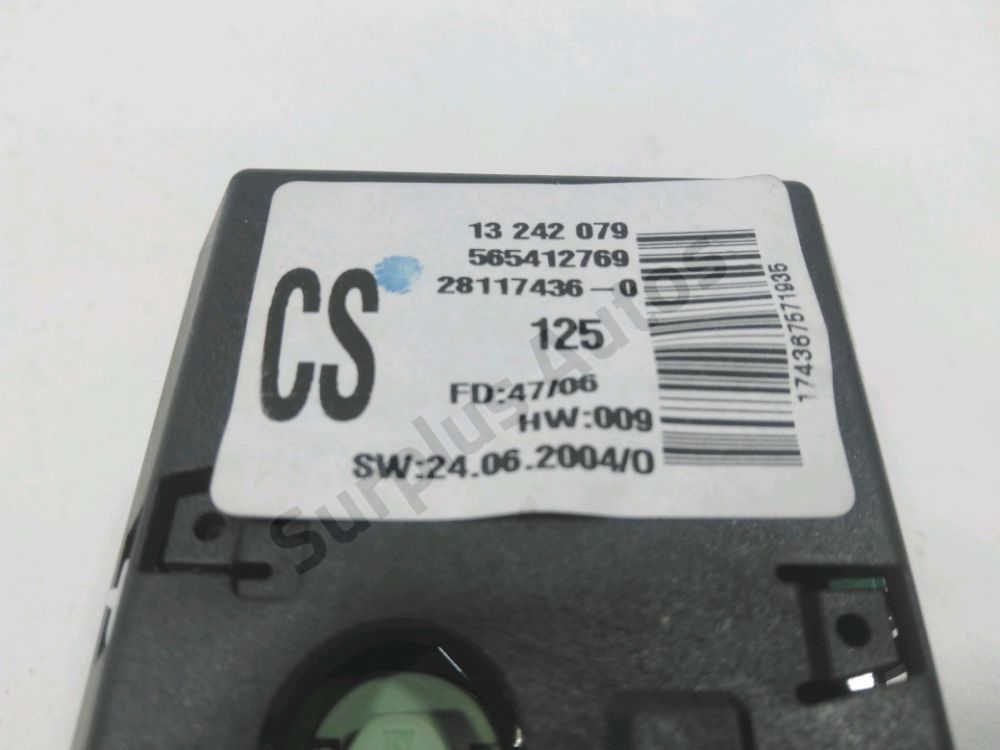 13 242 079
565412769
28117436-0
CS
125
FD:47/06
HW:009
SW:24.06.2004/0
17436757193S
Surplus Autos